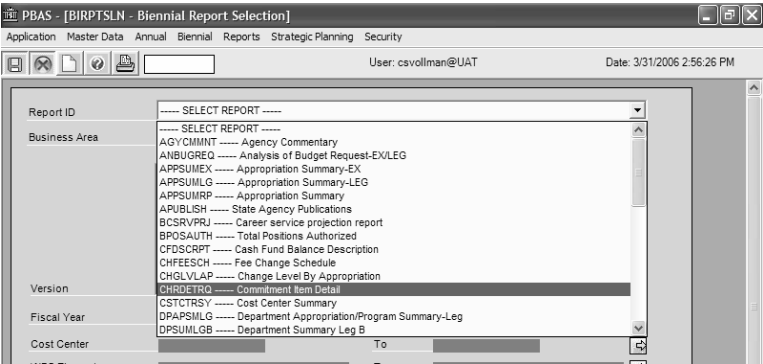 PBAS - [BIRPTSLN - Biennial Report Selection]
Application Master Data Annual Biennial Reports Strategic Planning Security
User: csvollman@UAT Date: 3/31/2006 2:56:26 PM
Report ID ----- SELECT REPORT -----
Business Area
----- SELECT REPORT -----
AGYCMMNT ----- Agency Commentary
ANBUGREQ ----- Analysis of Budget Request-EX/LEG
APPSUMEX ----- Appropriation Summary-EX
APPSUMLG ----- Appropriation Summary-LEG
APPSUMRP ----- Appropriation Summary
APUBLISH ----- State Agency Publications
BCSRVPRJ ----- Career service projection report
BPOSAUTH ----- Total Positions Authorized
CFDSCRPT ----- Cash Fund Balance Description
CHFEESCH ----- Fee Change Schedule
CHGLVLAP ----- Change Level By Appropriation
CHRDETRQ ----- Commitment Item Detail
CSTCTRSY ----- Cost Center Summary
DPAPSMLG ----- Department Appropriation/Program Summary-Leg
DPSUMLGB ----- Department Summary Leg B
Version
Fiscal Year
Cost Center To